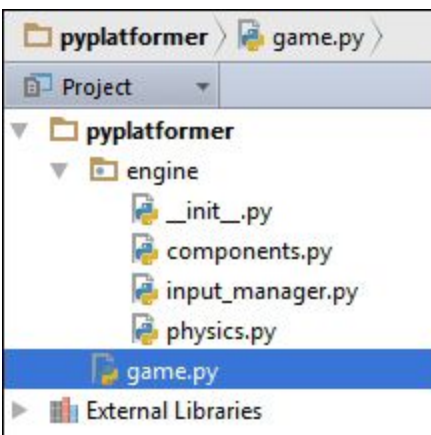 pyplatformer game.py
Project
pyplatformer
engine
__init__.py
components.py
input_manager.py
physics.py
game.py
External Libraries